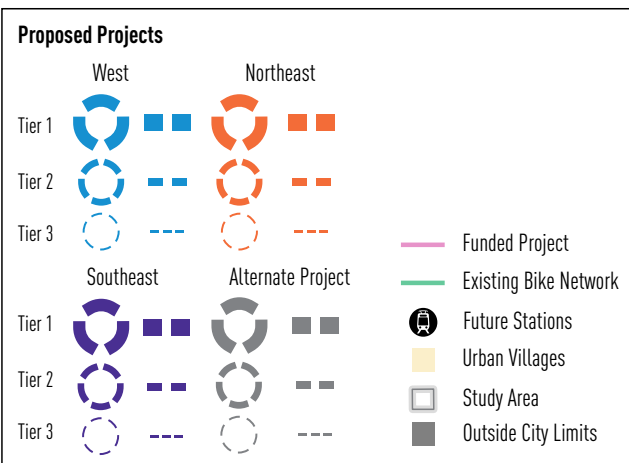 Proposed Projects
West Northeast
Tier 1
Tier 2
Tier 3
Southeast Alternate Project
Tier 1
Tier 2
Tier 3
Funded Project
Existing Bike Network
Future Stations
Urban Villages
Study Area
Outside City Limits